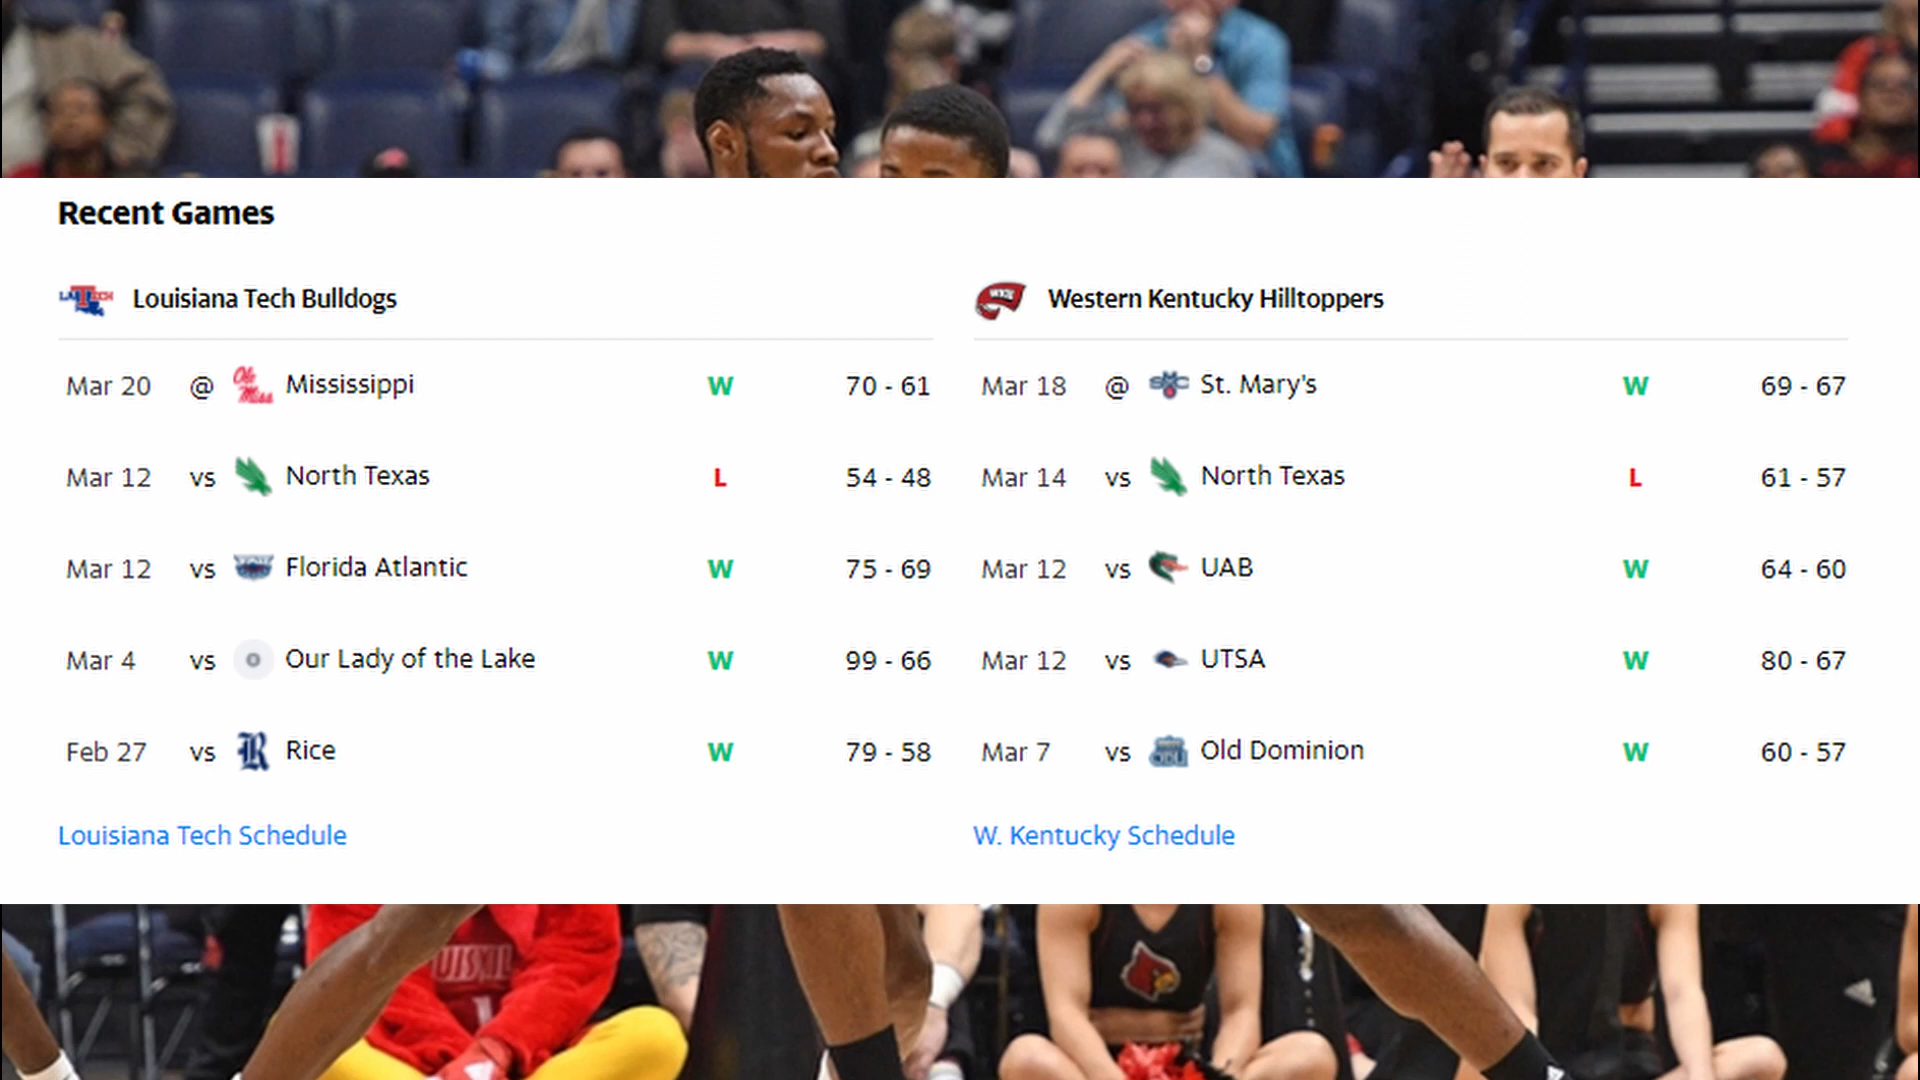 Recent Games
Louisiana Tech Bulldogs
Mar 20 @ Ole Miss Mississippi W 70 - 61
Mar 12 vs North Texas L 54 - 48
Mar 12 vs Florida Atlantic W 75 - 69
Mar 4 vs O Our Lady of the Lake W 99 - 66
Feb 27 vs R Rice W 79 - 58
Louisiana Tech Schedule
Western Kentucky Hilltoppers
Mar 18 @ SMC St. Mary's W 69 - 67
Mar 14 vs North Texas L 61 - 57
Mar 12 vs UAB W 64 - 60
Mar 12 vs UTSA W 80 - 67
Mar 7 vs Old Dominion W 60 - 57
W. Kentucky Schedule